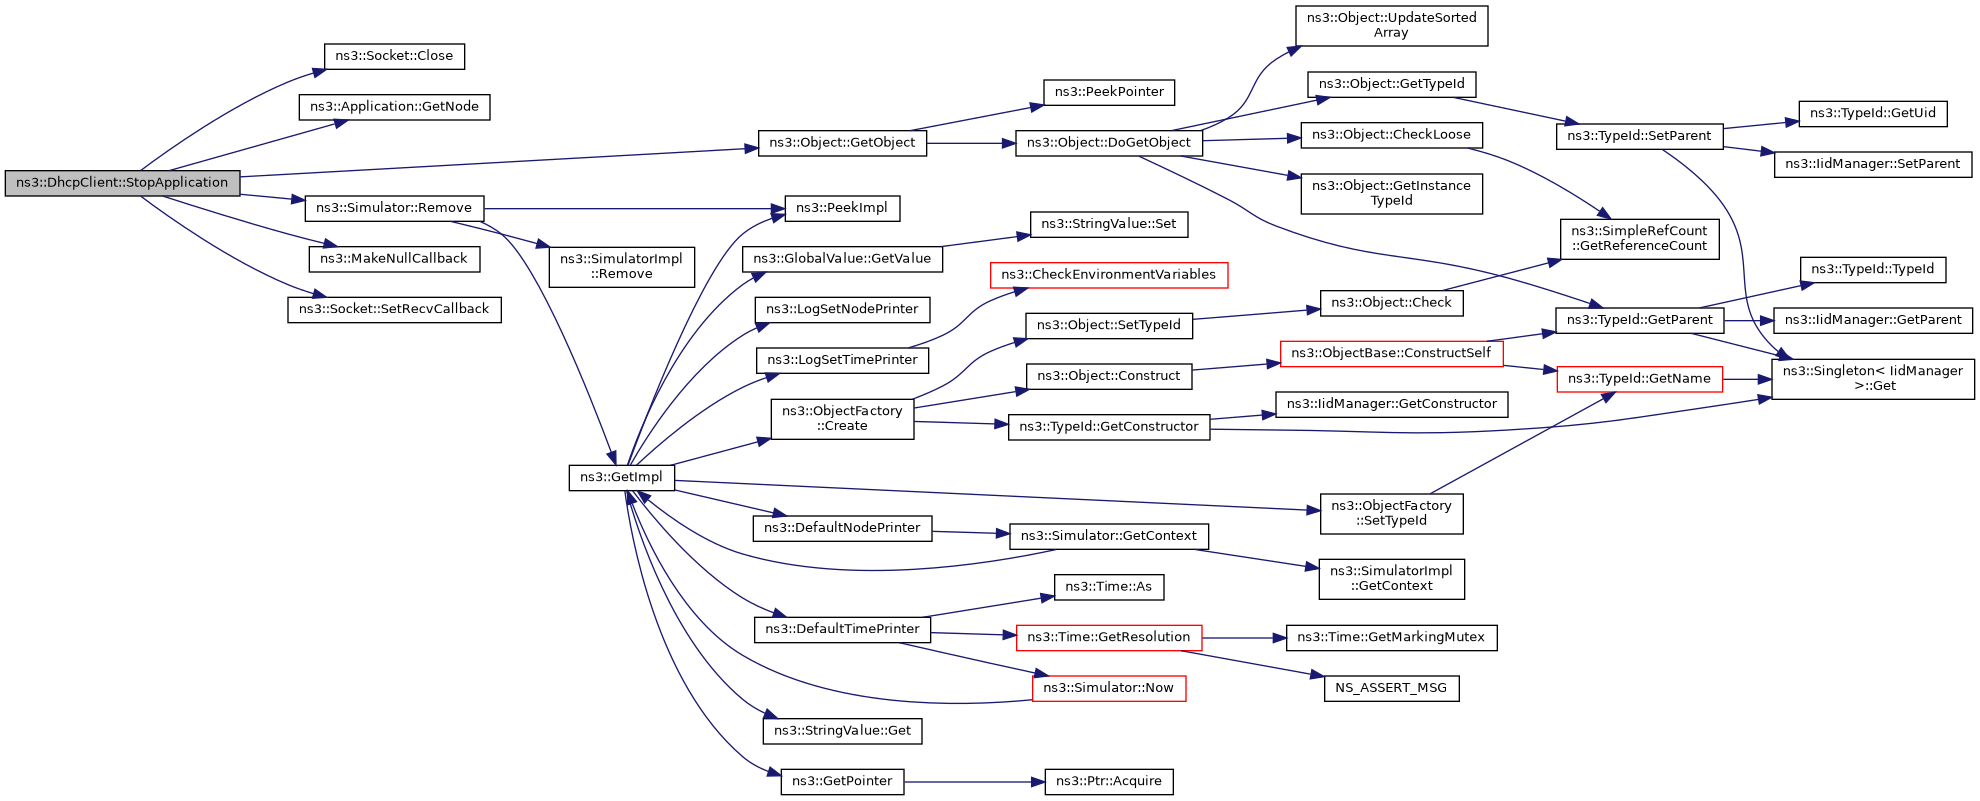 ns3::DhcpClient::StopApplication
ns3::Socket::Close
ns3::Application::GetNode
ns3::Object::GetObject
ns3::Simulator::Remove
ns3::MakeNullCallback
ns3::Socket::SetRecvCallback
ns3::PeekPointer
ns3::Object::DoGetObject
ns3::Object::UpdateSorted
Array
ns3::Object::GetTypeId
ns3::Object::CheckLoose
ns3::Object::GetInstance
TypeId
ns3::TypeId::SetParent
ns3::TypeId::GetUid
ns3::IidManager::SetParent
ns3::SimpleRefCount
::GetReferenceCount
ns3::TypeId::GetParent
ns3::TypeId::TypeId
ns3::IidManager::GetParent
ns3::Singleton< IidManager
>::Get
ns3::PeekImpl
ns3::SimulatorImpl
::Remove
ns3::GetImpl
ns3::GlobalValue::GetValue
ns3::StringValue::Set
ns3::LogSetNodePrinter
ns3::LogSetTimePrinter
ns3::CheckEnvironmentVariables
ns3::ObjectFactory
::Create
ns3::Object::SetTypeId
ns3::Object::Check
ns3::Object::Construct
ns3::ObjectBase::ConstructSelf
ns3::TypeId::GetName
ns3::TypeId::GetConstructor
ns3::IidManager::GetConstructor
ns3::ObjectFactory
::SetTypeId
ns3::DefaultNodePrinter
ns3::Simulator::GetContext
ns3::SimulatorImpl
::GetContext
ns3::DefaultTimePrinter
ns3::Time::As
ns3::Time::GetResolution
ns3::Time::GetMarkingMutex
NS_ASSERT_MSG
ns3::Simulator::Now
ns3::StringValue::Get
ns3::GetPointer
ns3::Ptr::Acquire